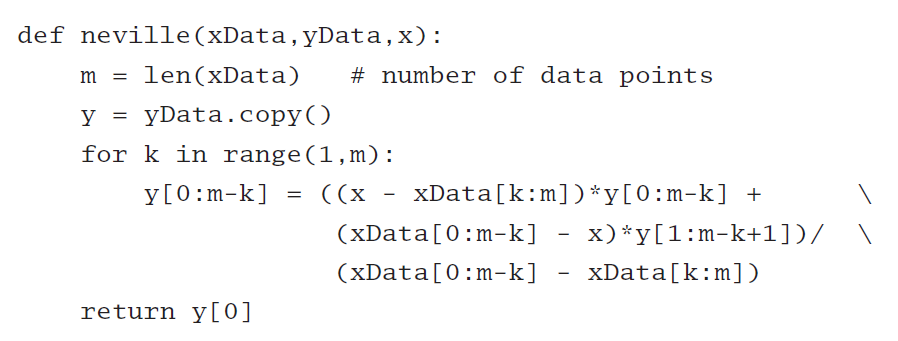 def neville(xData,yData,x):
    m = len(xData)   # number of data points
    y = yData.copy()
    for k in range(1,m):
        y[0:m-k] = ((x - xData[k:m])*y[0:m-k] +      \
                    (xData[0:m-k] - x)*y[1:m-k+1])/  \
                    (xData[0:m-k] - xData[k:m])
    return y[0]